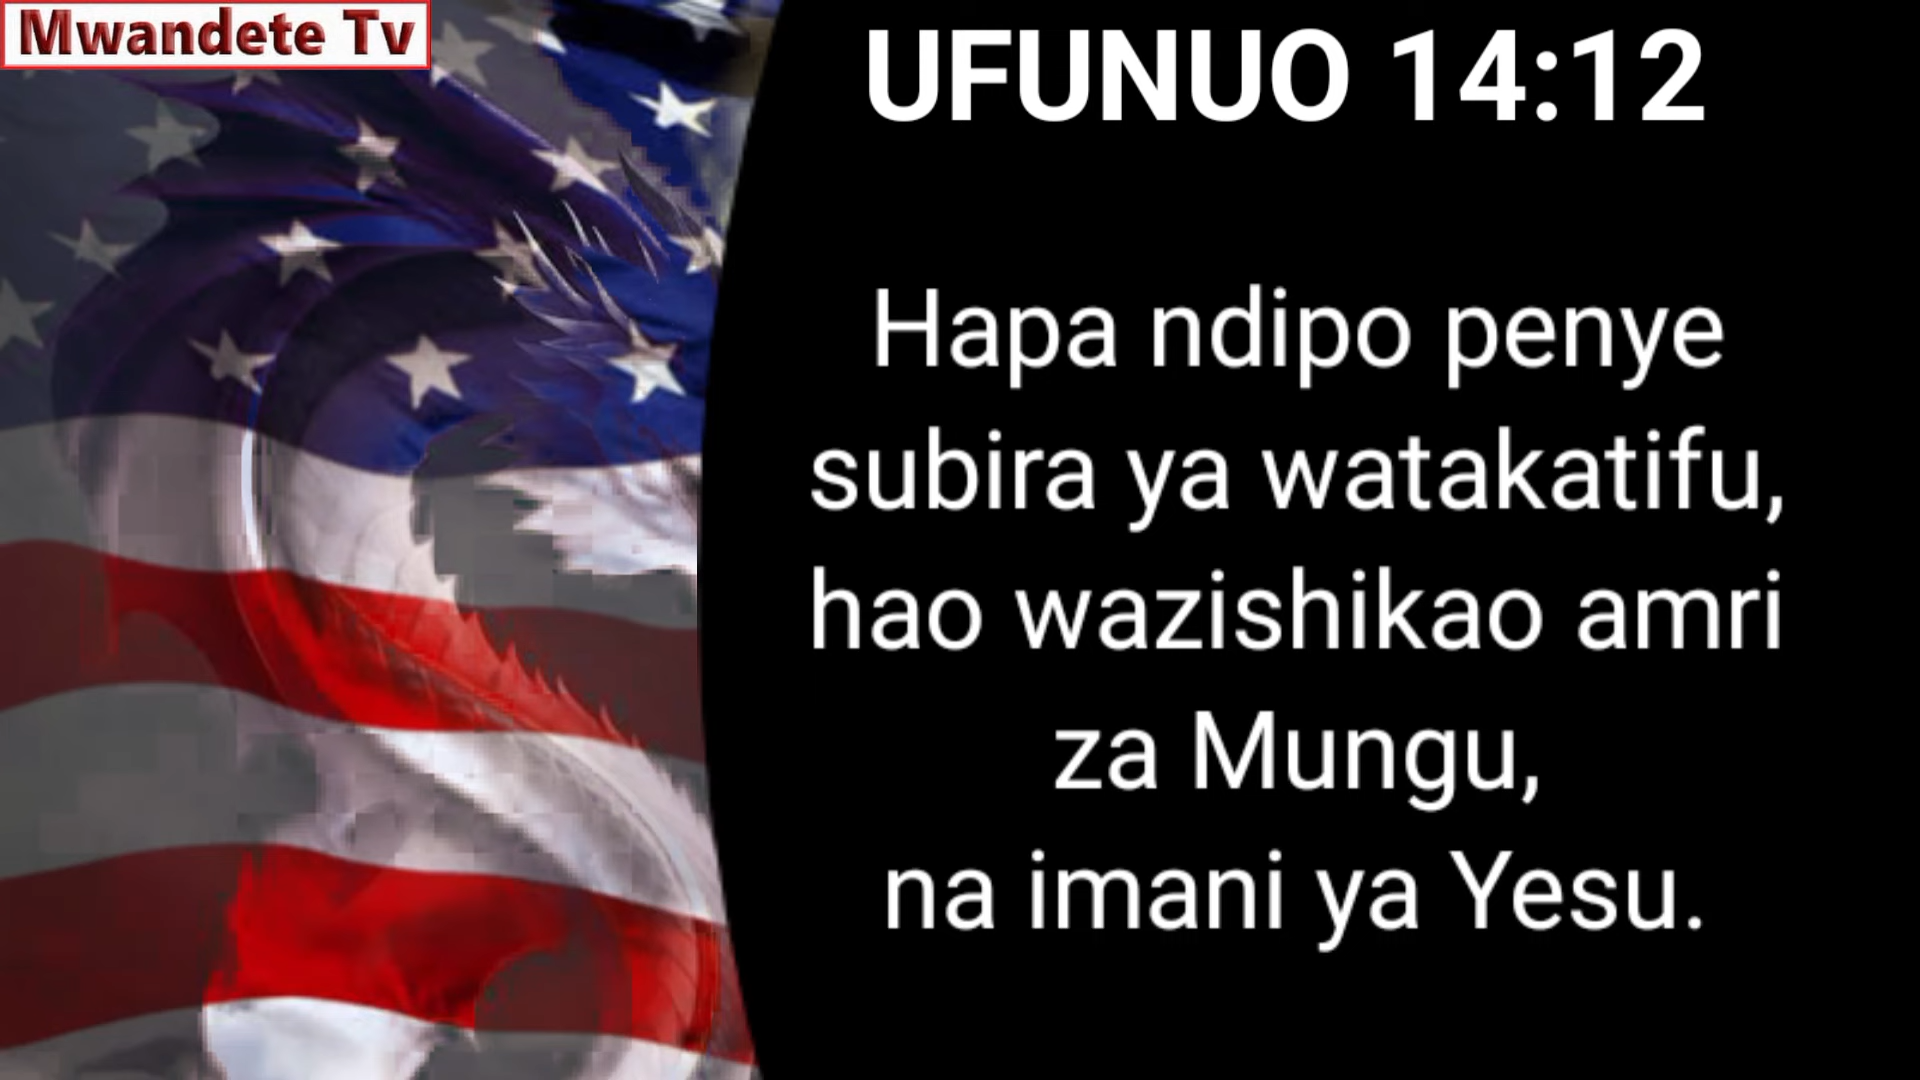 Mwandete Tv
UFUNUO 14:12
Hapa ndipo penye
subira ya watakatifu,
hao wazishikao amri
za Mungu,
na imani ya Yesu.